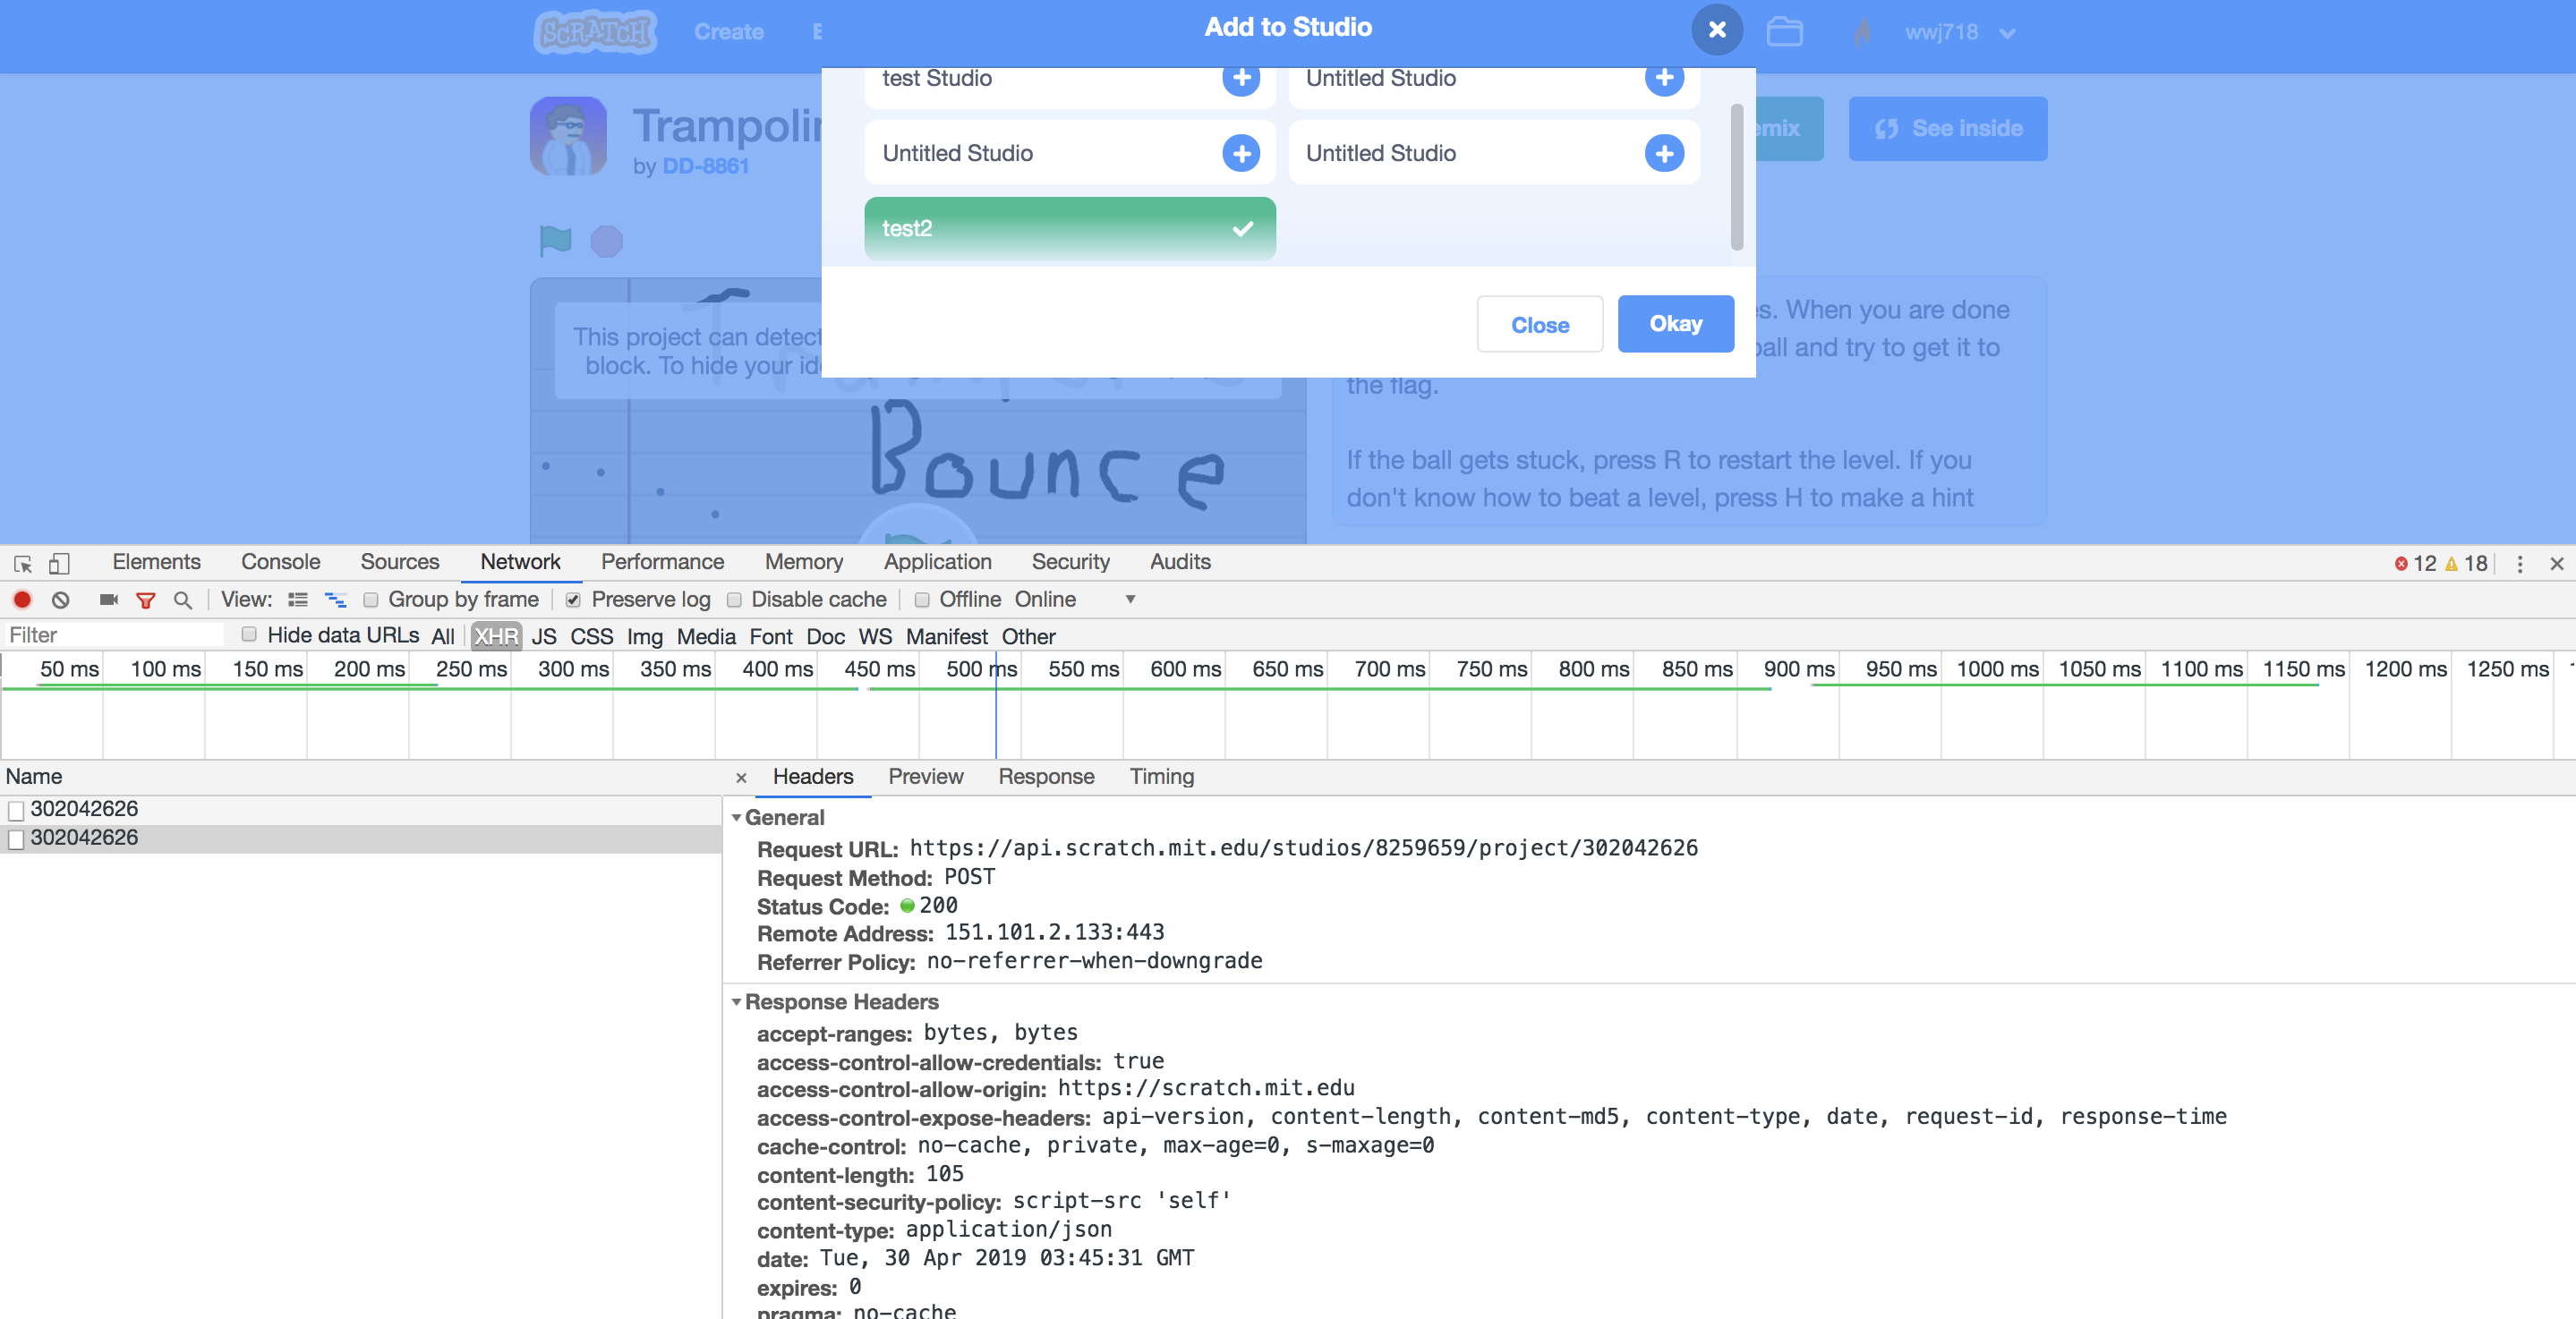 SCRATCH Create Add to Studio wwj718
test Studio Untitled Studio
by DD-8861 Untitled Studio Untitled Studio See inside
test2
This project can detect
block. To hide your
Close Okay
s. When you are done
and try to get it to
the flag.
Bounce
If the ball gets stuck, press R to restart the level. If you
don't know how to beat a level, press H to make a hint
Elements Console Sources Network Performance Memory Application Security Audits 12 18
View: Group by frame Preserve log Disable cache Offline Online
Filter Hide data URLs All XHR JS CSS Img Media Font Doc WS Manifest Other
50 ms 100 ms 150 ms 200 ms 250 ms 300 ms 350 ms 400 ms 450 ms 500 ms 550 ms 600 ms 650 ms 700 ms 750 ms 800 ms 850 ms 900 ms 950 ms 1000 ms 1050 ms 1100 ms 1150 ms 1200 ms 1250 ms
Name
302042626
302042626
Headers Preview Response Timing
General
Request URL: https://api.scratch.mit.edu/studios/8259659/project/302042626
Request Method: POST
Status Code: 200
Remote Address: 151.101.2.133:443
Referrer Policy: no-referrer-when-downgrade
Response Headers
accept-ranges: bytes, bytes
access-control-allow-credentials: true
access-control-allow-origin: https://scratch.mit.edu
access-control-expose-headers: api-version, content-length, content-md5, content-type, date, request-id, response-time
cache-control: no-cache, private, max-age=0, s-maxage=0
content-length: 105
content-security-policy: script-src 'self'
content-type: application/json
date: Tue, 30 Apr 2019 03:45:31 GMT
expires: 0
pragma: no-cache